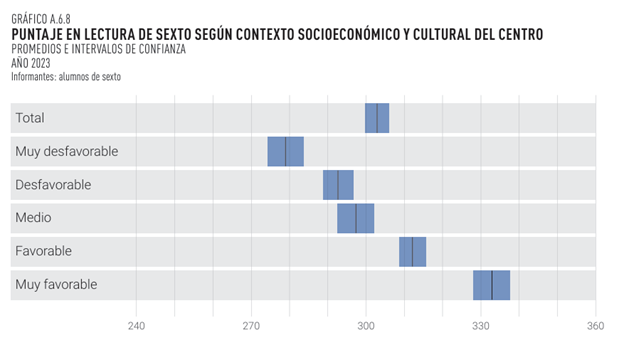 GRÁFICO A.6.8
PUNTAJE EN LECTURA DE SEXTO SEGÚN CONTEXTO SOCIOECONÓMICO Y CULTURAL DEL CENTRO
PROMEDIOS E INTERVALOS DE CONFIANZA
AÑO 2023
Informantes: alumnos de sexto
Total
Muy desfavorable
Desfavorable
Medio
Favorable
Muy favorable
240 270 300 330 360